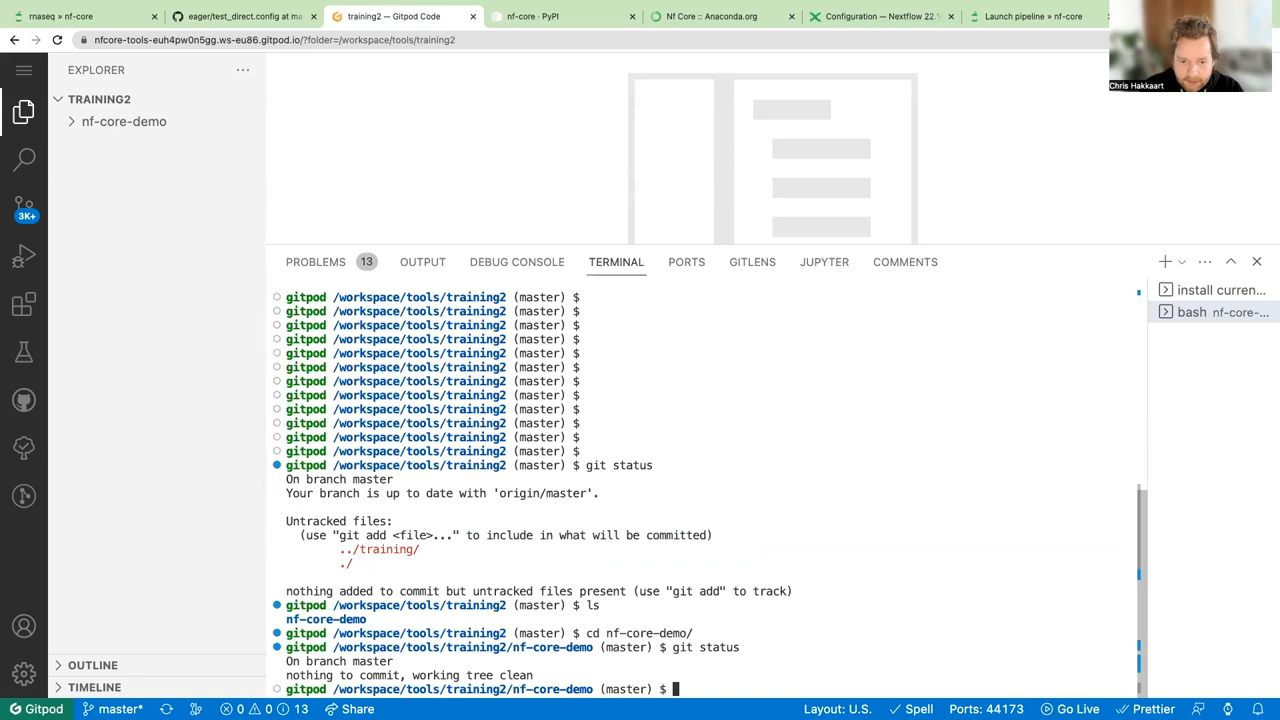 rnaseq » nf-core
eager/test_direct.config at ma
training2 — Gitpod Code
nf-core · PyPI
Nf Core :: Anaconda.org
Configuration — Nextflow 22.
Launch pipeline » nf-core
nfcore-tools-euh4pw0n5gg.ws-eu86.gitpod.io/?folder=/workspace/tools/training2
Chris Hakkaart
EXPLORER
TRAINING2
nf-core-demo
3K+
OUTLINE
TIMELINE
PROBLEMS 13 OUTPUT DEBUG CONSOLE TERMINAL PORTS GITLENS JUPYTER COMMENTS
install curren...
bash nf-core-...
gitpod /workspace/tools/training2 (master) $
gitpod /workspace/tools/training2 (master) $
gitpod /workspace/tools/training2 (master) $
gitpod /workspace/tools/training2 (master) $
gitpod /workspace/tools/training2 (master) $
gitpod /workspace/tools/training2 (master) $
gitpod /workspace/tools/training2 (master) $
gitpod /workspace/tools/training2 (master) $
gitpod /workspace/tools/training2 (master) $
gitpod /workspace/tools/training2 (master) $
gitpod /workspace/tools/training2 (master) $
gitpod /workspace/tools/training2 (master) $
gitpod /workspace/tools/training2 (master) $ git status
On branch master
Your branch is up to date with 'origin/master'.
Untracked files:
(use "git add <file>..." to include in what will be committed)
../training/
./
nothing added to commit but untracked files present (use "git add" to track)
gitpod /workspace/tools/training2 (master) $ ls
nf-core-demo
gitpod /workspace/tools/training2 (master) $ cd nf-core-demo/
gitpod /workspace/tools/training2/nf-core-demo (master) $ git status
On branch master
nothing to commit, working tree clean
gitpod /workspace/tools/training2/nf-core-demo (master) $
Gitpod master* 0 0 13 Share Layout: U.S. Spell Ports: 44173 Go Live Prettier